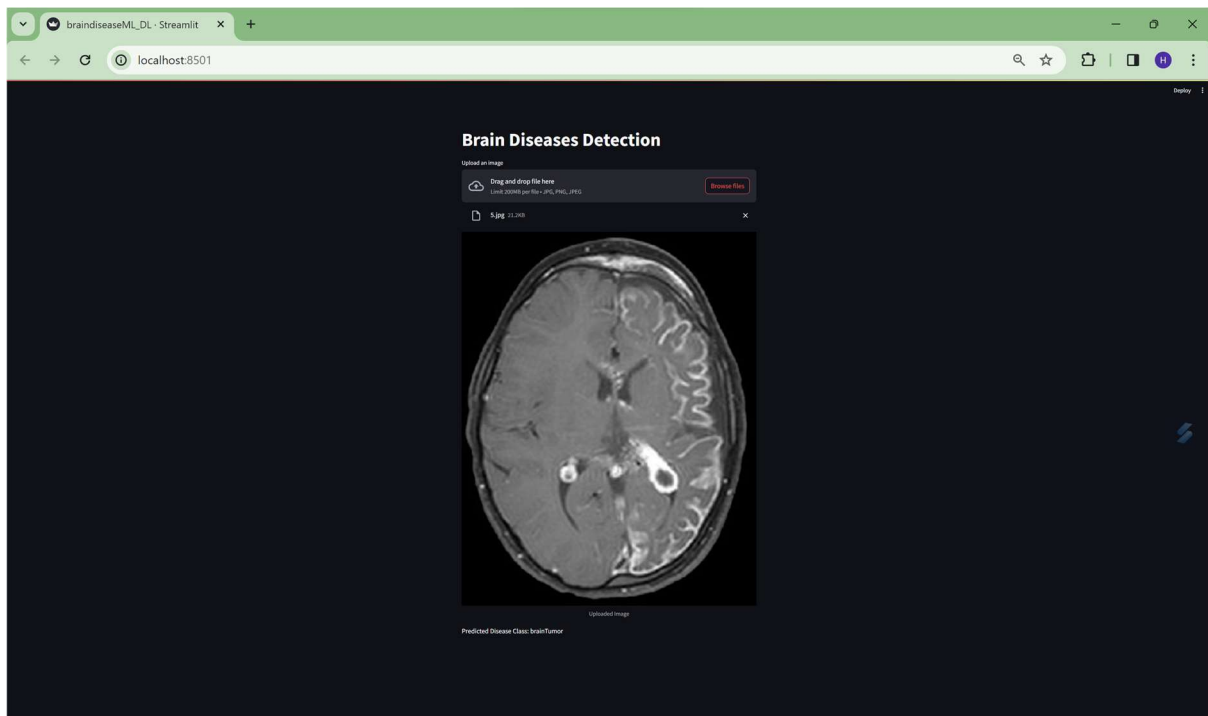 braindiseaseML_DL · Streamlit
localhost:8501
H
Deploy
Brain Diseases Detection
Upload an image
Drag and drop file here
Limit 200MB per file • JPG, PNG, JPEG
Browse files
5.jpg 21.2KB
Uploaded Image
Predicted Disease Class: brainTumor